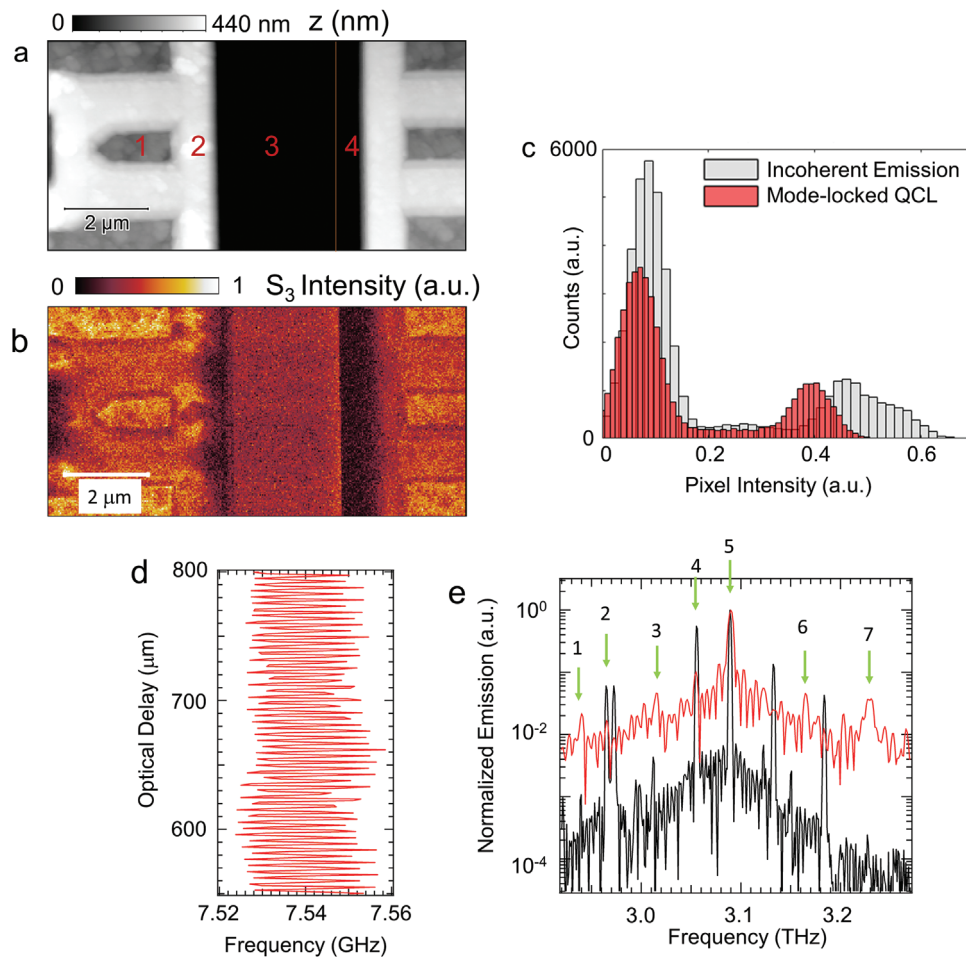 0 440 nm z (nm)
a
1 2 3 4
2 μm
0 1 S3 Intensity (a.u.)
b
2 μm
c
6000
Incoherent Emission
Mode-locked QCL
Counts (a.u.)
0
0 0.2 0.4 0.6
Pixel Intensity (a.u.)
d
800
700
600
Optical Delay (μm)
7.52 7.54 7.56
Frequency (GHz)
e
1 2 3 4 5 6 7
10⁰
10⁻²
10⁻⁴
Normalized Emission (a.u.)
3.0 3.1 3.2
Frequency (THz)